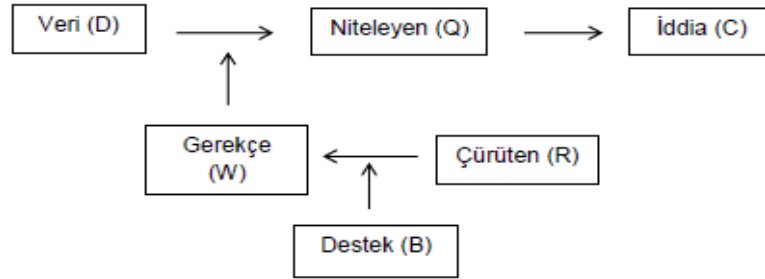 Veri (D)
Niteleyen (Q)
İddia (C)
Gerekçe
(W)
Çürüten (R)
Destek (B)